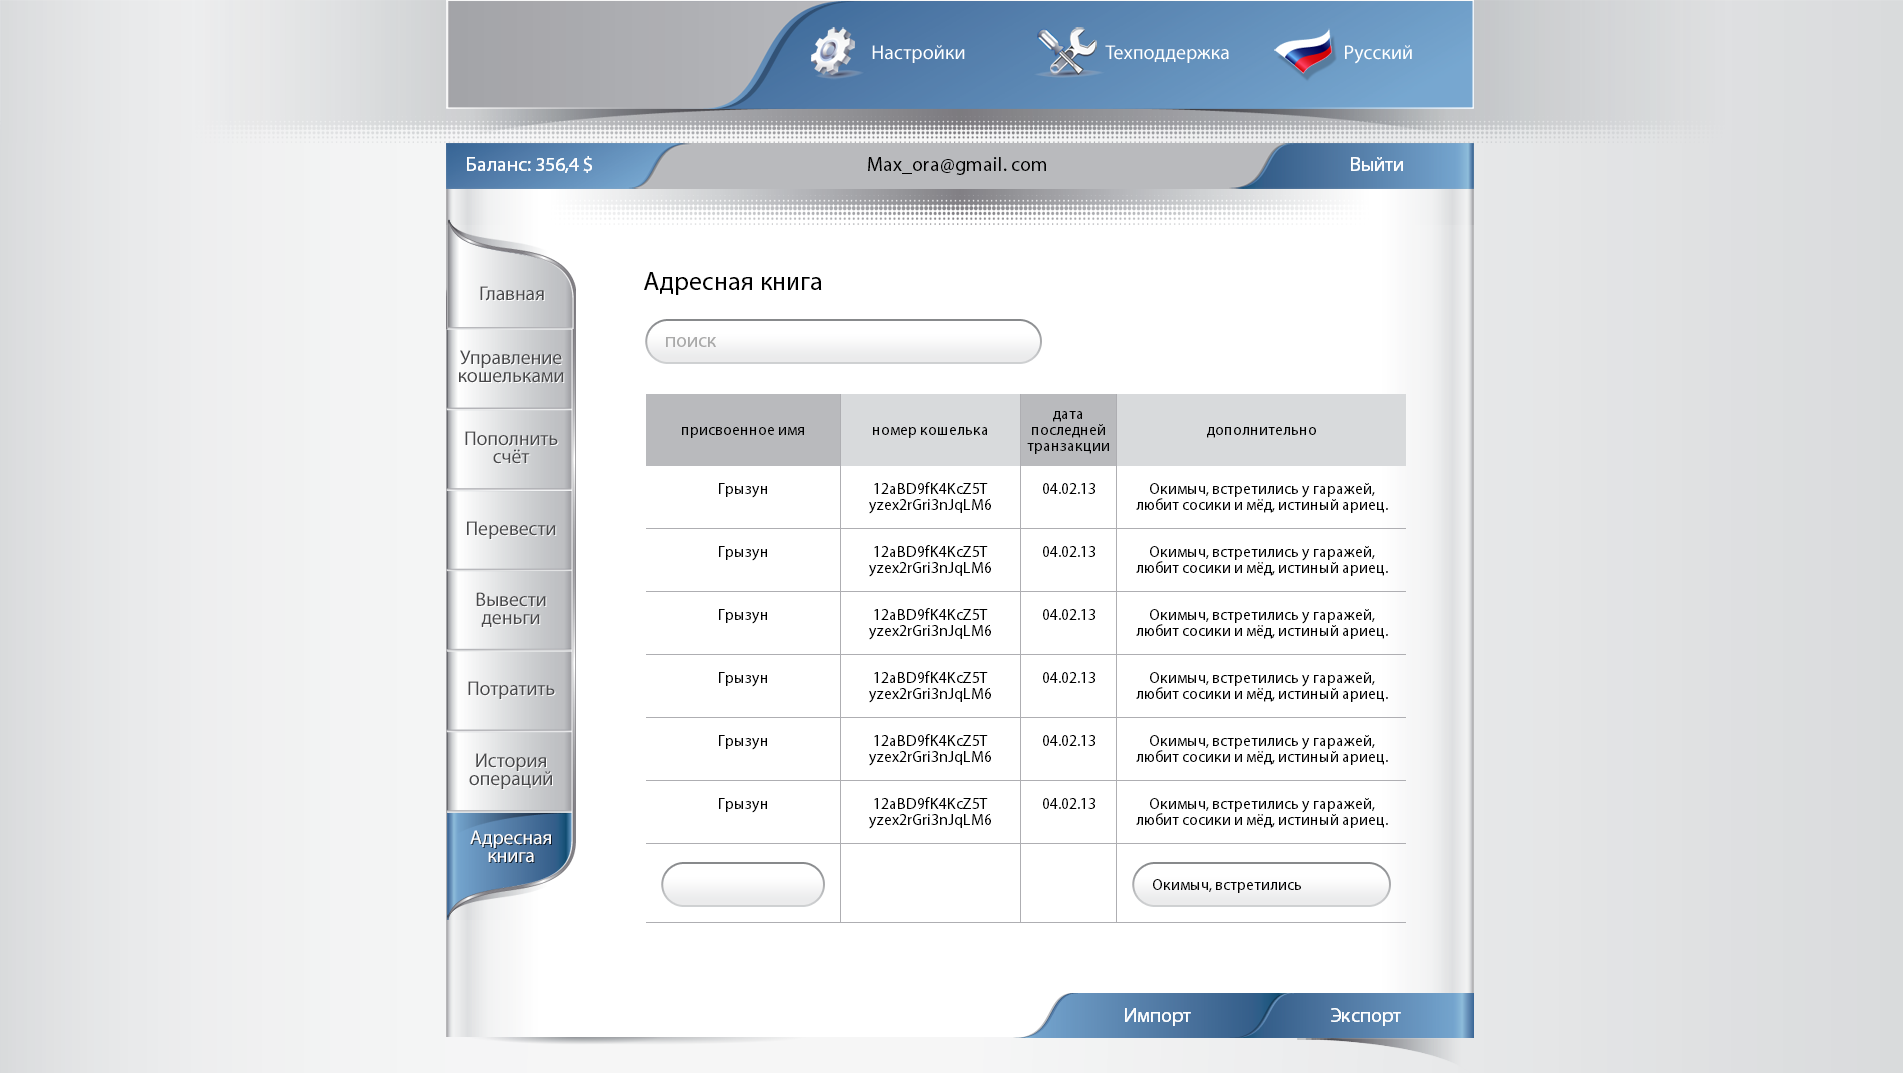 Настройки
Техподдержка
Русский
Баланс: 356,4 $
Max_ora@gmail. com
Выйти
Главная
Управление
кошельками
Пополнить
счёт
Перевести
Вывести
деньги
Потратить
История
операций
Адресная
книга
Адресная книга
поиск
присвоенное имя
номер кошелька
дата
последней
транзакции
дополнительно
Грызун
12aBD9fK4KcZ5T
yzex2rGri3nJqLM6
04.02.13
Окимыч, встретились у гаражей,
любит сосики и мёд, истиный ариец.
Грызун
12aBD9fK4KcZ5T
yzex2rGri3nJqLM6
04.02.13
Окимыч, встретились у гаражей,
любит сосики и мёд, истиный ариец.
Грызун
12aBD9fK4KcZ5T
yzex2rGri3nJqLM6
04.02.13
Окимыч, встретились у гаражей,
любит сосики и мёд, истиный ариец.
Грызун
12aBD9fK4KcZ5T
yzex2rGri3nJqLM6
04.02.13
Окимыч, встретились у гаражей,
любит сосики и мёд, истиный ариец.
Грызун
12aBD9fK4KcZ5T
yzex2rGri3nJqLM6
04.02.13
Окимыч, встретились у гаражей,
любит сосики и мёд, истиный ариец.
Грызун
12aBD9fK4KcZ5T
yzex2rGri3nJqLM6
04.02.13
Окимыч, встретились у гаражей,
любит сосики и мёд, истиный ариец.
Окимыч, встретились
Импорт
Экспорт